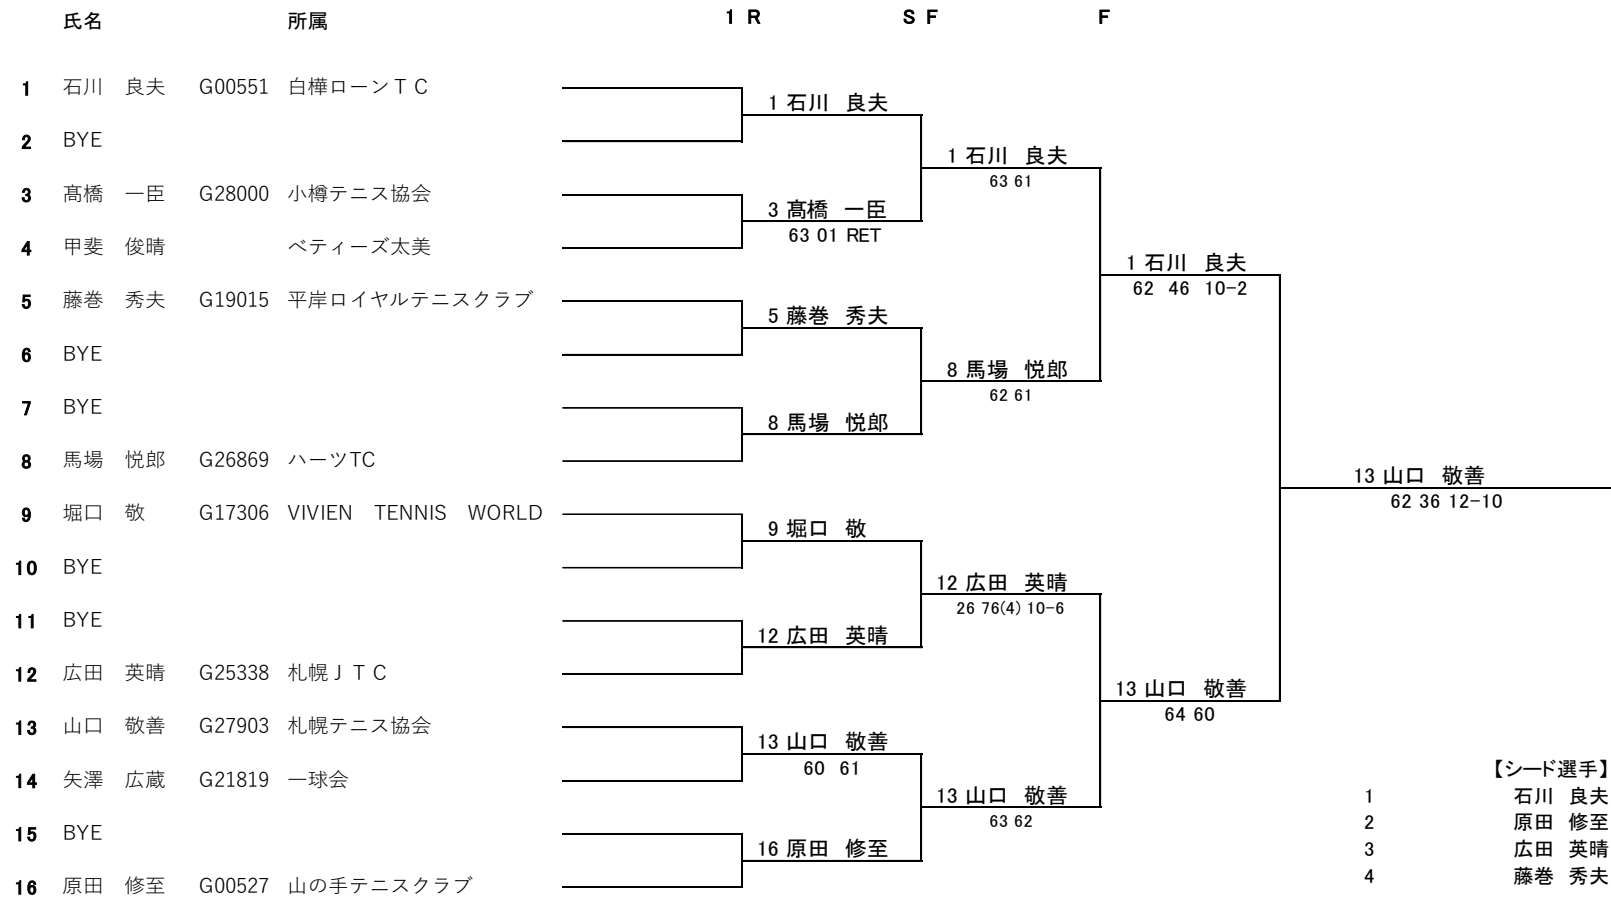 氏名 所属 1 R S F F
1 石川 良夫 G00551 白樺ローンＴＣ
1 石川 良夫
2 BYE
1 石川 良夫
63 61
3 髙橋 一臣 G28000 小樽テニス協会
3 髙橋 一臣
63 01 RET
4 甲斐 俊晴 ベティーズ太美
1 石川 良夫
62 46 10-2
5 藤巻 秀夫 G19015 平岸ロイヤルテニスクラブ
5 藤巻 秀夫
6 BYE
8 馬場 悦郎
62 61
7 BYE
8 馬場 悦郎
8 馬場 悦郎 G26869 ハーツTC
13 山口 敬善
62 36 12-10
9 堀口 敬 G17306 VIVIEN TENNIS WORLD
9 堀口 敬
10 BYE
12 広田 英晴
26 76(4) 10-6
11 BYE
12 広田 英晴
12 広田 英晴 G25338 札幌ＪＴＣ
13 山口 敬善
64 60
13 山口 敬善 G27903 札幌テニス協会
13 山口 敬善
60 61
14 矢澤 広蔵 G21819 一球会
13 山口 敬善
63 62
15 BYE
16 原田 修至
16 原田 修至 G00527 山の手テニスクラブ
【シード選手】
1 石川 良夫
2 原田 修至
3 広田 英晴
4 藤巻 秀夫